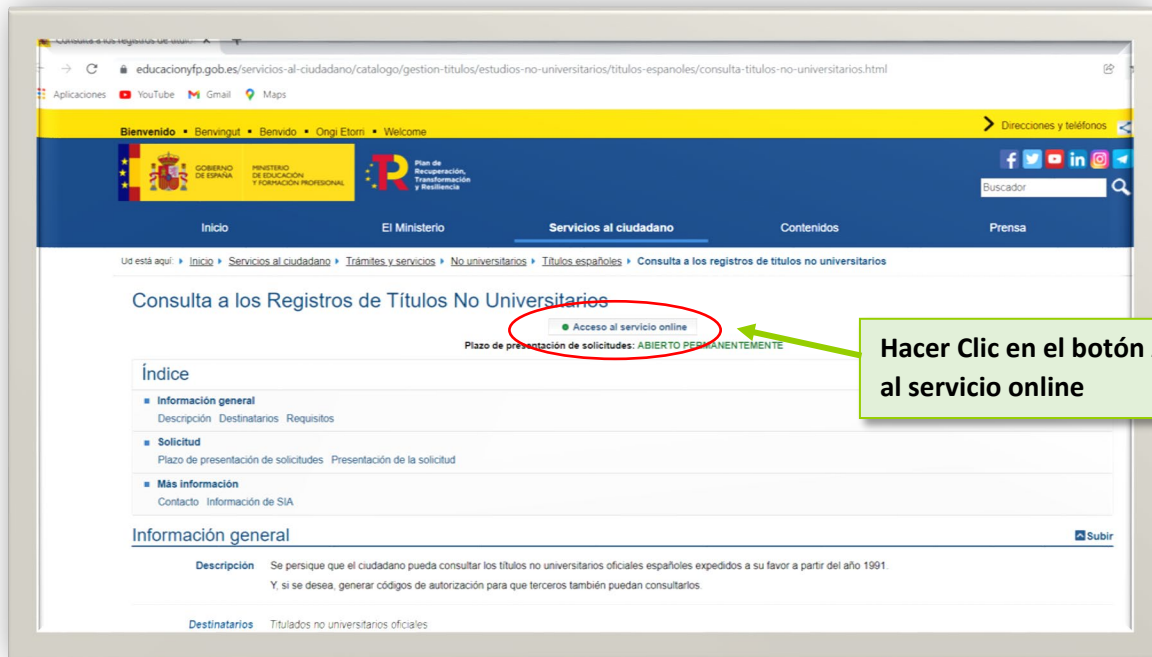 Consulta a los registros de título
educacionyfp.gob.es/servicios-al-ciudadano/catalogo/gestion-titulos/estudios-no-universitarios/titulos-espanoles/consulta-titulos-no-universitarios.html
Aplicaciones YouTube Gmail Maps
Bienvenido ▪ Benvingut ▪ Benvido ▪ Ongi Etorri ▪ Welcome
Direcciones y teléfonos
GOBIERNO DE ESPAÑA
MINISTERIO DE EDUCACIÓN Y FORMACIÓN PROFESIONAL
Plan de
Recuperación,
Transformación
y Resiliencia
Buscador
Inicio El Ministerio Servicios al ciudadano Contenidos Prensa
Ud está aquí: Inicio Servicios al ciudadano Trámites y servicios No universitarios Títulos españoles Consulta a los registros de títulos no universitarios
Consulta a los Registros de Títulos No Universitarios
Acceso al servicio online
Plazo de presentación de solicitudes: ABIERTO PERMANENTEMENTE
Hacer Clic en el botón
al servicio online
Índice
Información general
Descripción Destinatarios Requisitos
Solicitud
Plazo de presentación de solicitudes Presentación de la solicitud
Más información
Contacto Información de SIA
Información general
Subir
Descripción Se persigue que el ciudadano pueda consultar los títulos no universitarios oficiales españoles expedidos a su favor a partir del año 1991.
Y, si se desea, generar códigos de autorización para que terceros también puedan consultarlos.
Destinatarios Titulados no universitarios oficiales